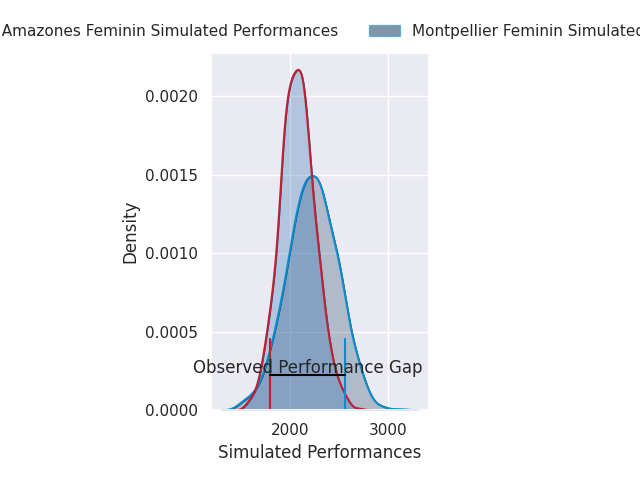 Amazones Feminin Simulated Performances
Montpellier Feminin Simulated
0.0020
0.0015
0.0010
0.0005
0.0000
Density
Observed Performance Gap
2000
3000
Simulated Performances